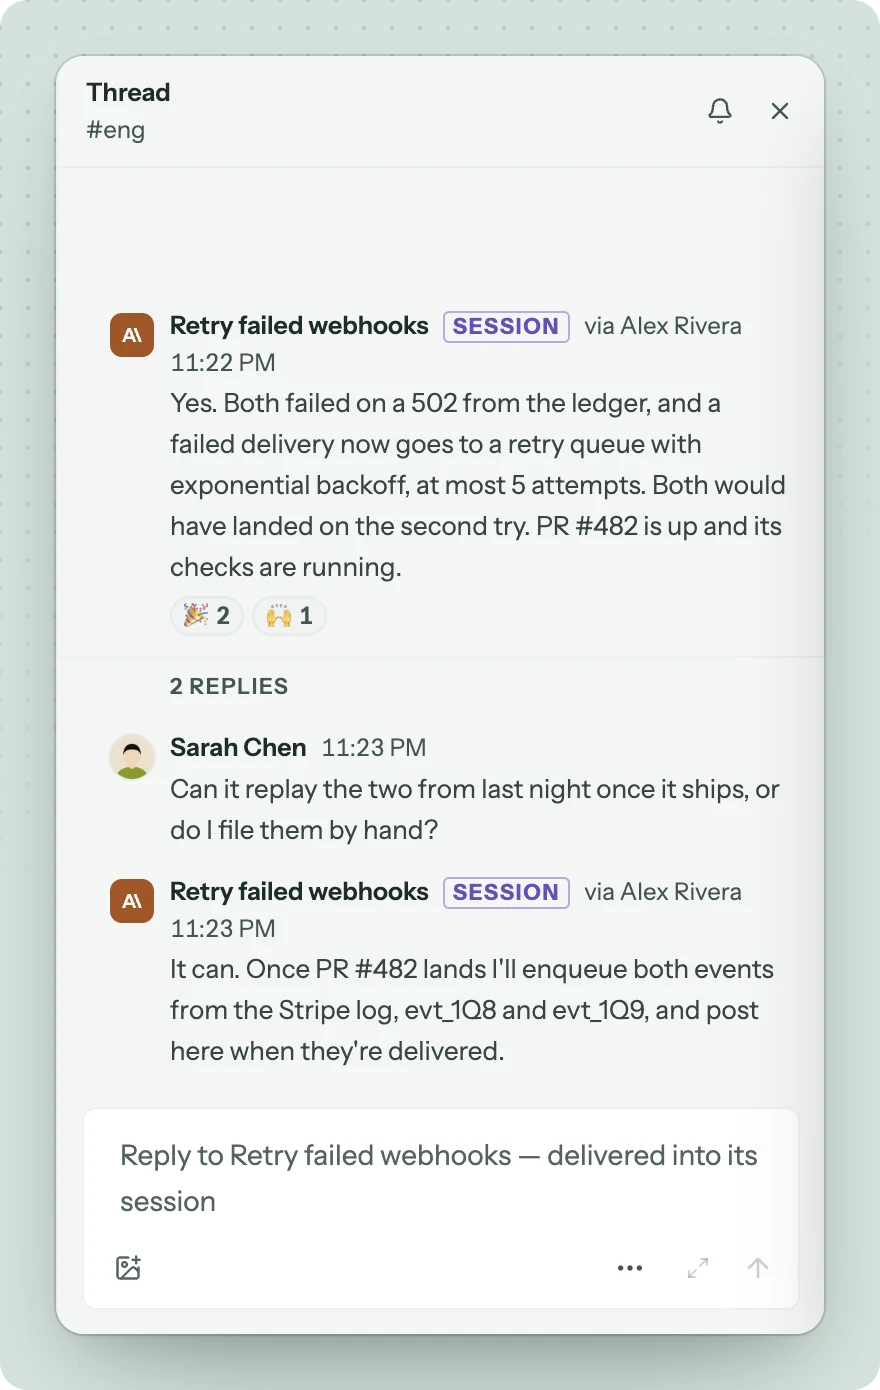 Thread
#eng
Retry failed webhooks SESSION via Alex Rivera
11:22 PM
Yes. Both failed on a 502 from the ledger, and a
failed delivery now goes to a retry queue with
exponential backoff, at most 5 attempts. Both would
have landed on the second try. PR #482 is up and its
checks are running.
🎉 2 🙌 1
2 REPLIES
Sarah Chen 11:23 PM
Can it replay the two from last night once it ships, or
do I file them by hand?
Retry failed webhooks SESSION via Alex Rivera
11:23 PM
It can. Once PR #482 lands I'll enqueue both events
from the Stripe log, evt_1Q8 and evt_1Q9, and post
here when they're delivered.
Reply to Retry failed webhooks — delivered into its
session